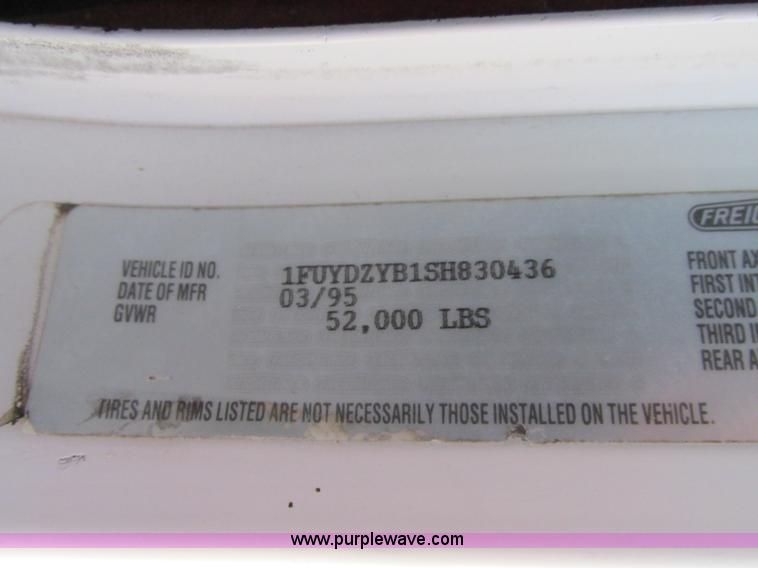 FREIG
VEHICLE ID NO. 1FUYDZYB1SH830436
DATE OF MFR 03/95
GVWR 52,000 LBS
FRONT AX
FIRST INT
SECOND
THIRD I
REAR A
TIRES AND RIMS LISTED ARE NOT NECESSARILY THOSE INSTALLED ON THE VEHICLE.
www.purplewave.com